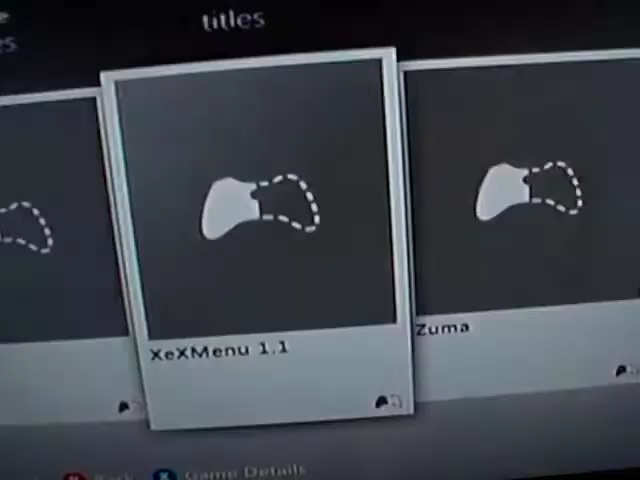 titles
XeXMenu 1.1
Zuma
Back
Game Details